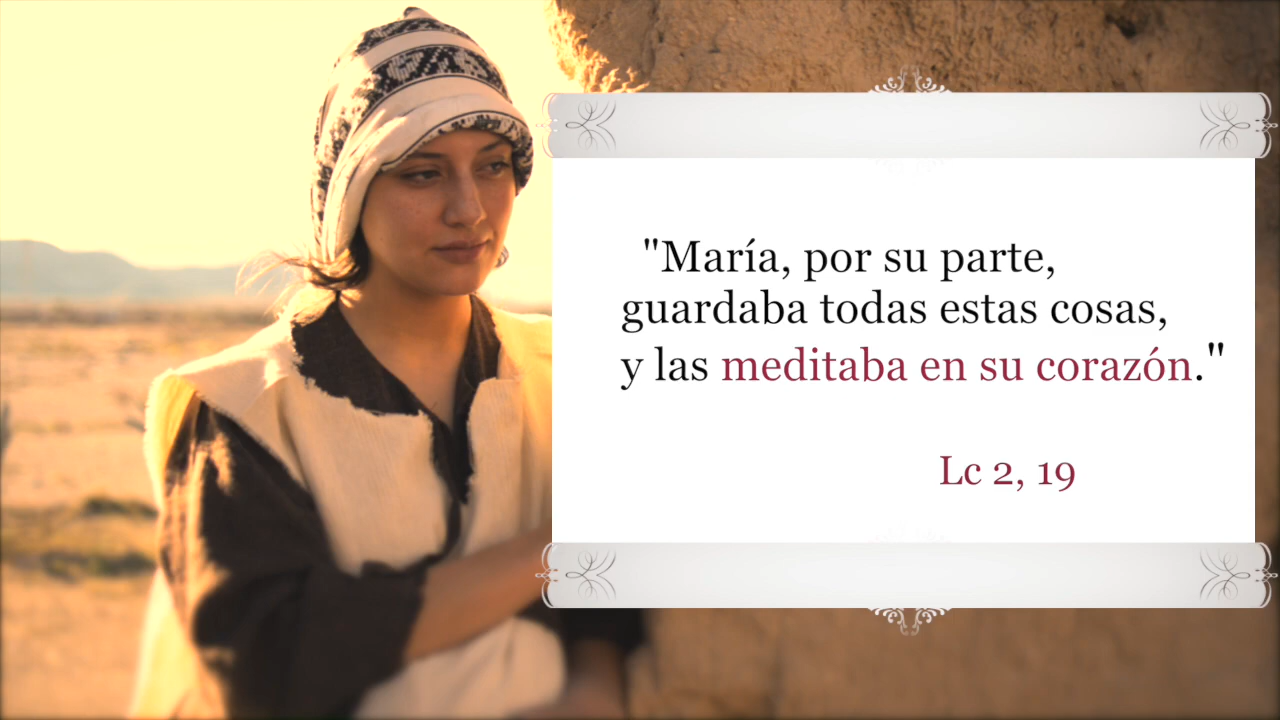 "María, por su parte,
guardaba todas estas cosas,
y las meditaba en su corazón."
Lc 2, 19